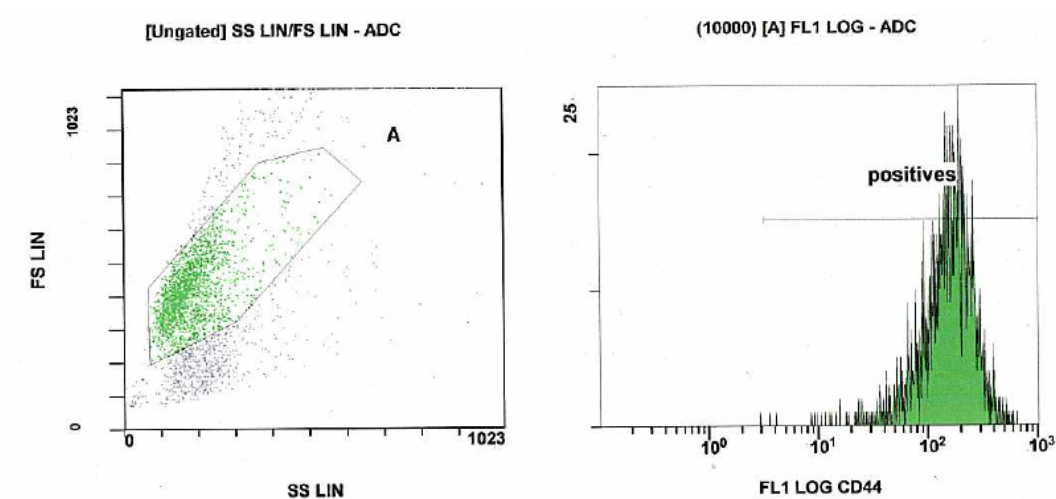 [Ungated] SS LIN/FS LIN - ADC
1023
A
FS LIN
0
0
1023
SS LIN
(10000) [A] FL1 LOG - ADC
25
positives
10⁰
10¹
10²
10³
FL1 LOG CD44